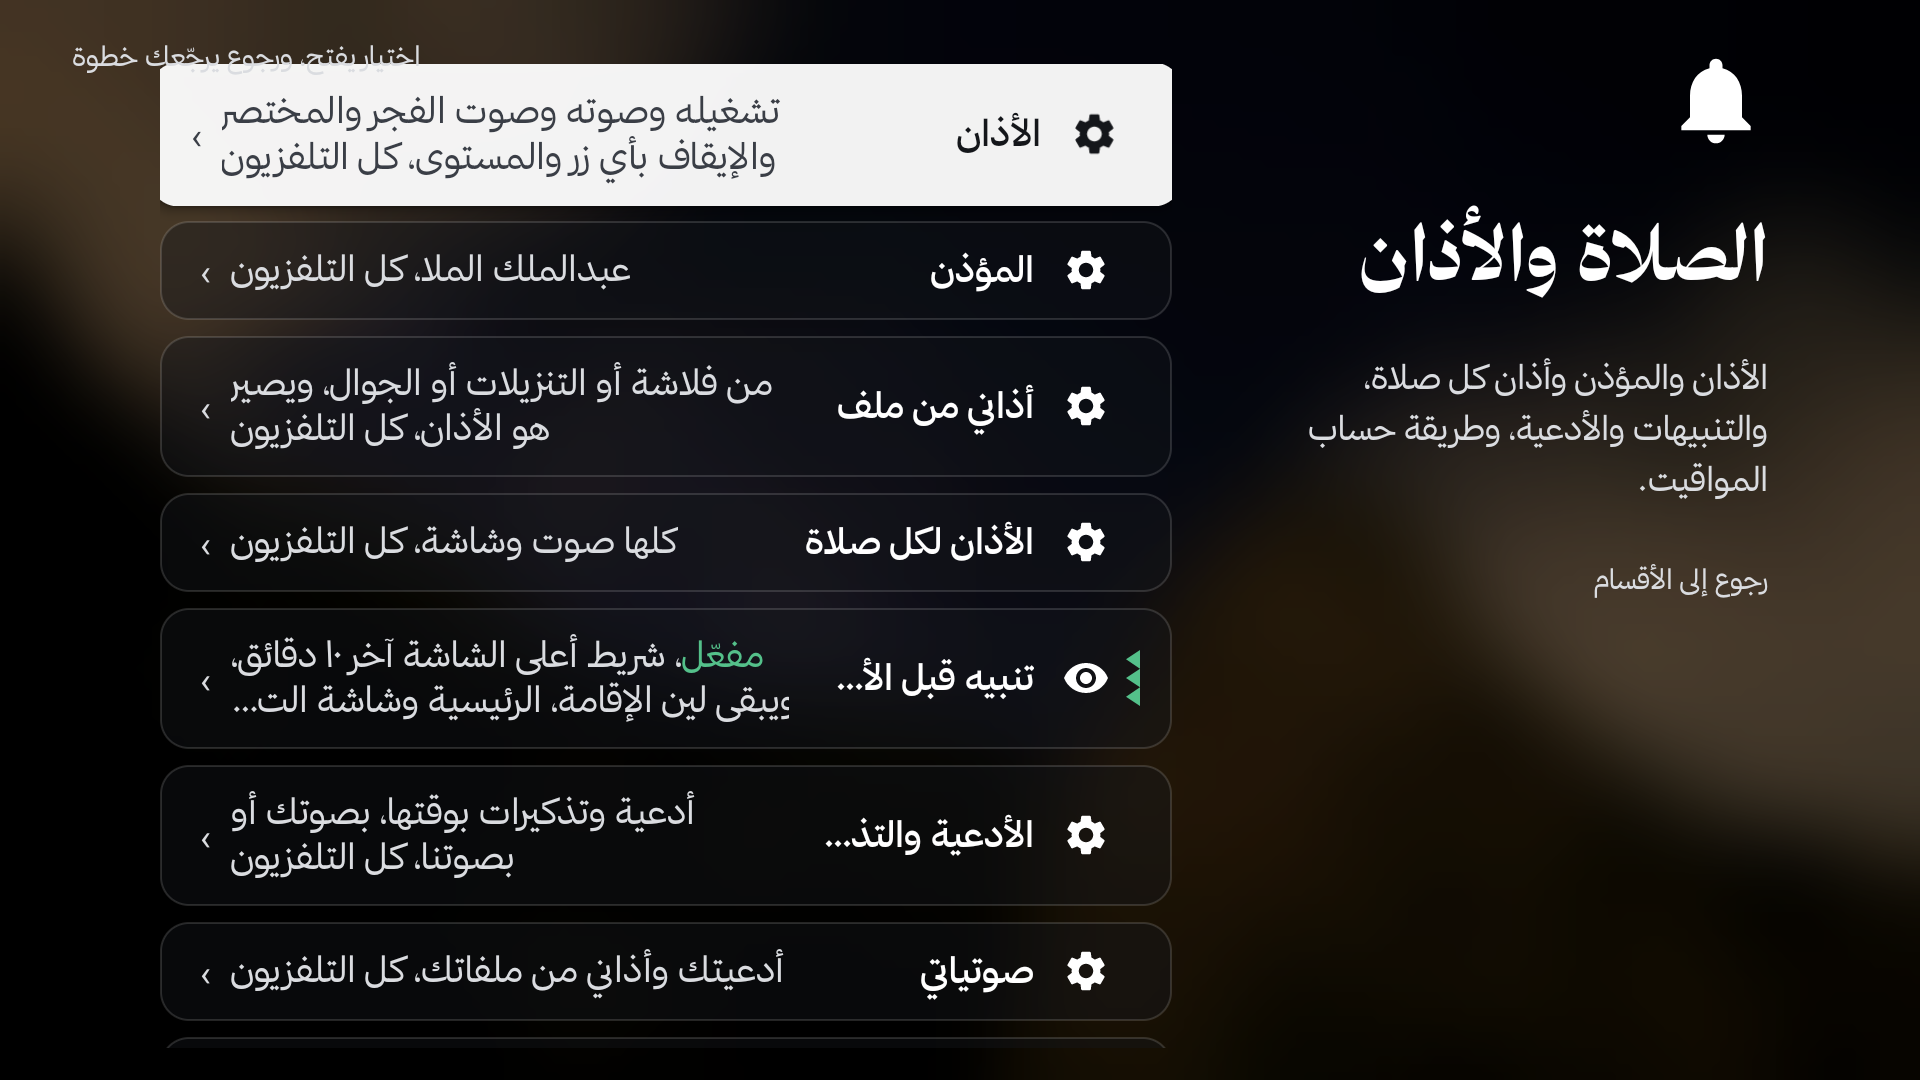 اختيار يفتح، ورجوع يرجّعك خطوة
الصلاة والأذان
الأذان والمؤذن وأذان كل صلاة،
والتنبيهات والأدعية، وطريقة حساب
المواقيت.
رجوع إلى الأقسام
الأذان
تشغيله وصوته وصوت الفجر والمختصر
والإيقاف بأي زر والمستوى، كل التلفزيون
المؤذن
عبدالملك الملا، كل التلفزيون
أذاني من ملف
من فلاشة أو التنزيلات أو الجوال، ويصير
هو الأذان، كل التلفزيون
الأذان لكل صلاة
كلها صوت وشاشة، كل التلفزيون
تنبيه قبل الأ...
مفعّل، شريط أعلى الشاشة آخر ١٠ دقائق،
ويبقى لين الإقامة، الرئيسية وشاشة الت...
الأدعية والتذ...
أدعية وتذكيرات بوقتها، بصوتك أو
بصوتنا، كل التلفزيون
صوتياتي
أدعيتك وأذاني من ملفاتك، كل التلفزيون